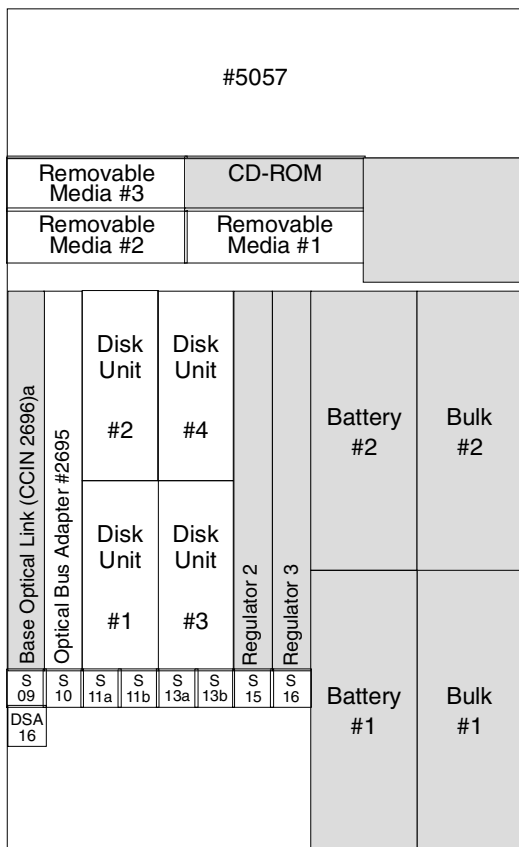 #5057
Removable
Media #3
CD-ROM
Removable
Media #2
Removable
Media #1
Base Optical Link (CCIN 2696)a
Optical Bus Adapter #2695
Disk
Unit
#2
Disk
Unit
#4
Disk
Unit
#1
Disk
Unit
#3
Regulator 2
Regulator 3
Battery
#2
Bulk
#2
Battery
#1
Bulk
#1
S
09
S
10
S
11a
S
11b
S
13a
S
13b
S
15
S
16
DSA
16